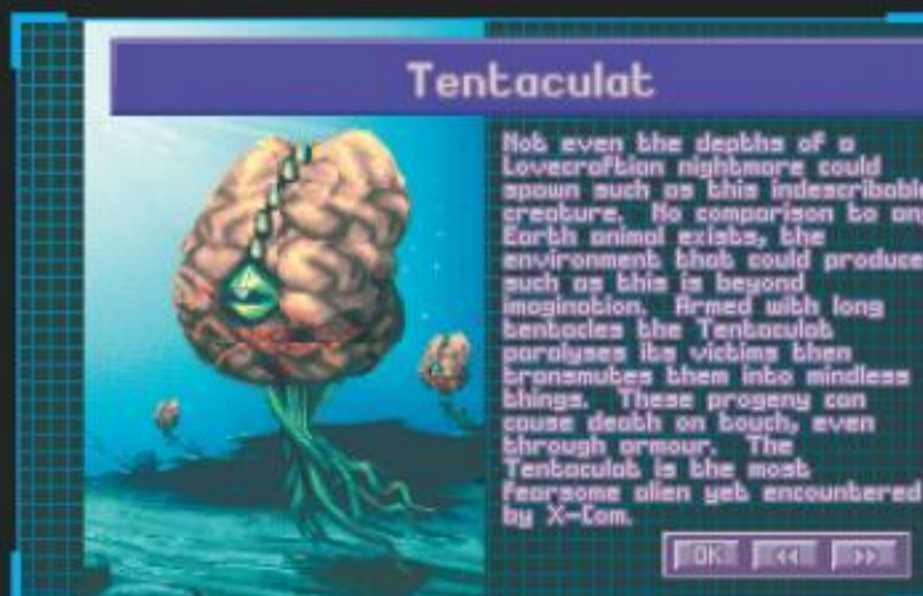 Tentaculat
Not even the depths of a
Lovecraftian nightmare could
spawn such as this indescribabl
creature. No comparison to an
Earth animal exists, the
environment that could produce
such as this is beyond
imagination. Armed with long
tentacles the Tentaculat
paralyses its victims then
transmutes them into mindless
things. These progeny can
cause death on touch, even
through armour. The
Tentaculat is the most
fearsome alien yet encountered
by X-Com.
OK << >>